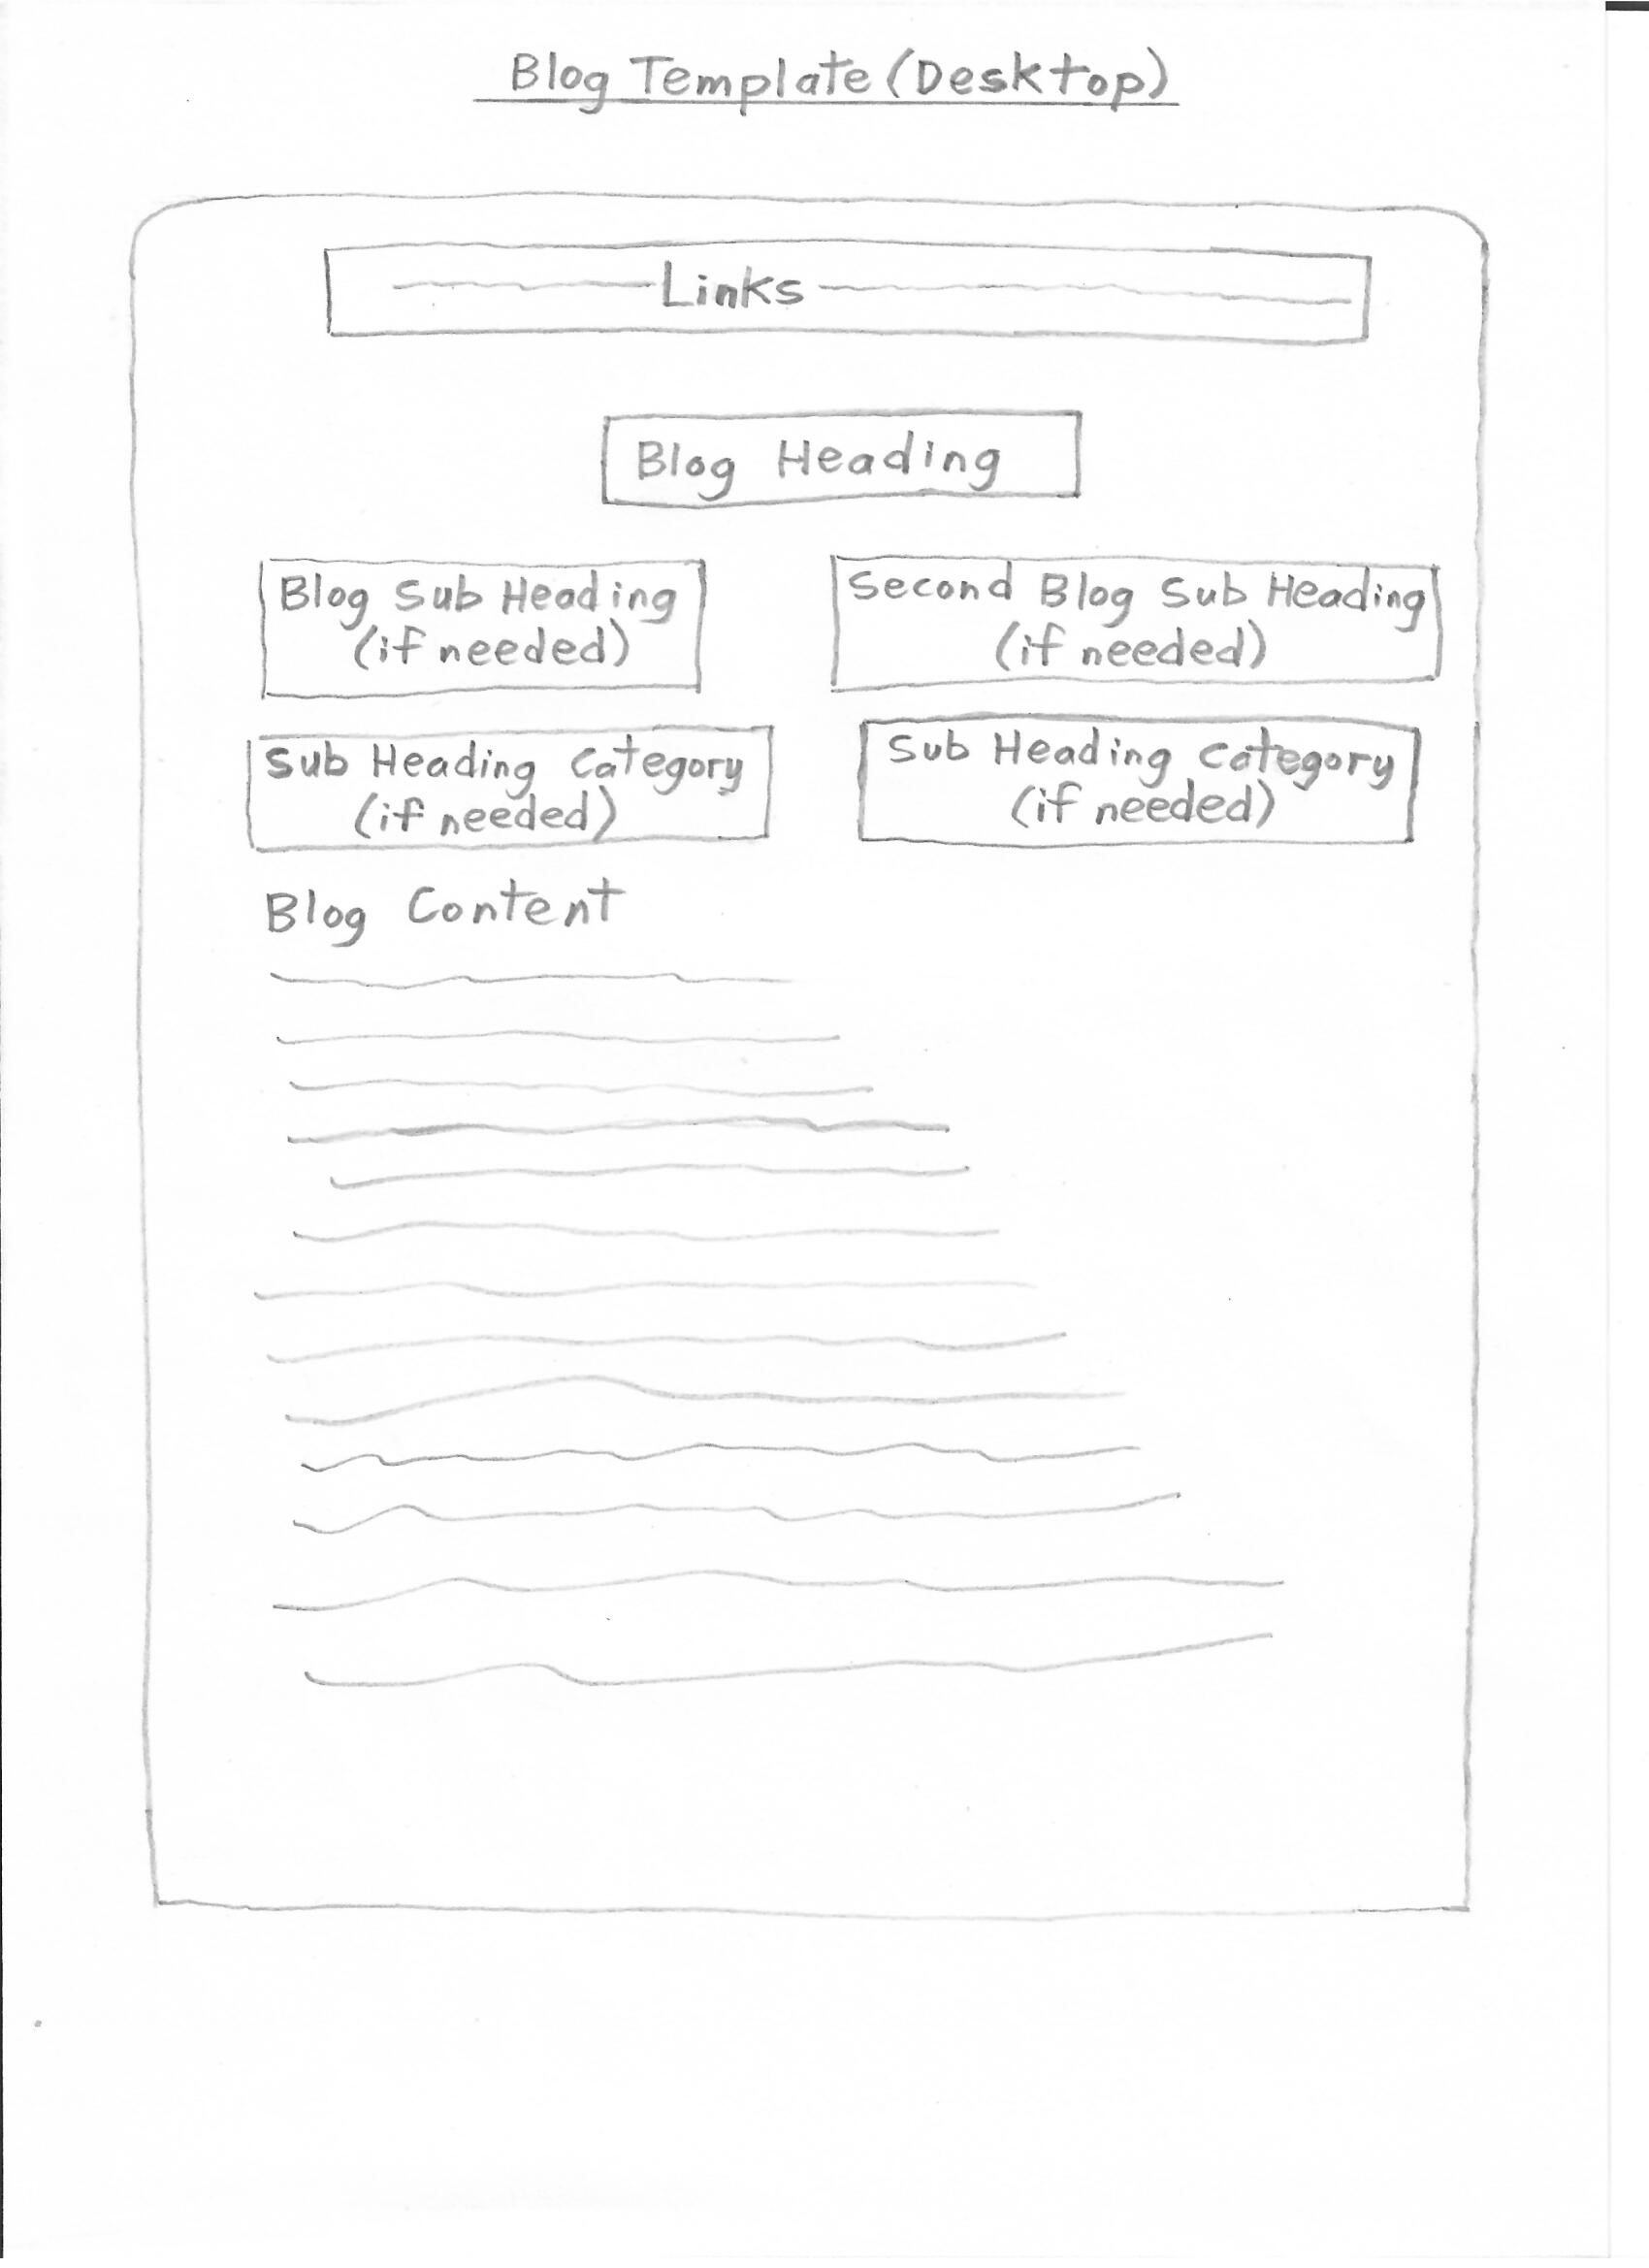 Blog Template (Desktop)
Links
Blog Heading
Blog Sub Heading
(if needed)
Second Blog Sub Heading
(if needed)
Sub Heading Category
(if needed)
Sub Heading Category
(if needed)
Blog Content